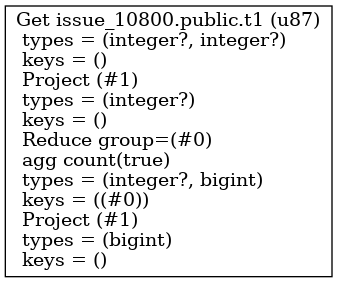 Get issue_10800.public.t1 (u87)
types = (integer?, integer?)
keys = ()
Project (#1)
types = (integer?)
keys = ()
Reduce group=(#0)
agg count(true)
types = (integer?, bigint)
keys = ((#0))
Project (#1)
types = (bigint)
keys = ()